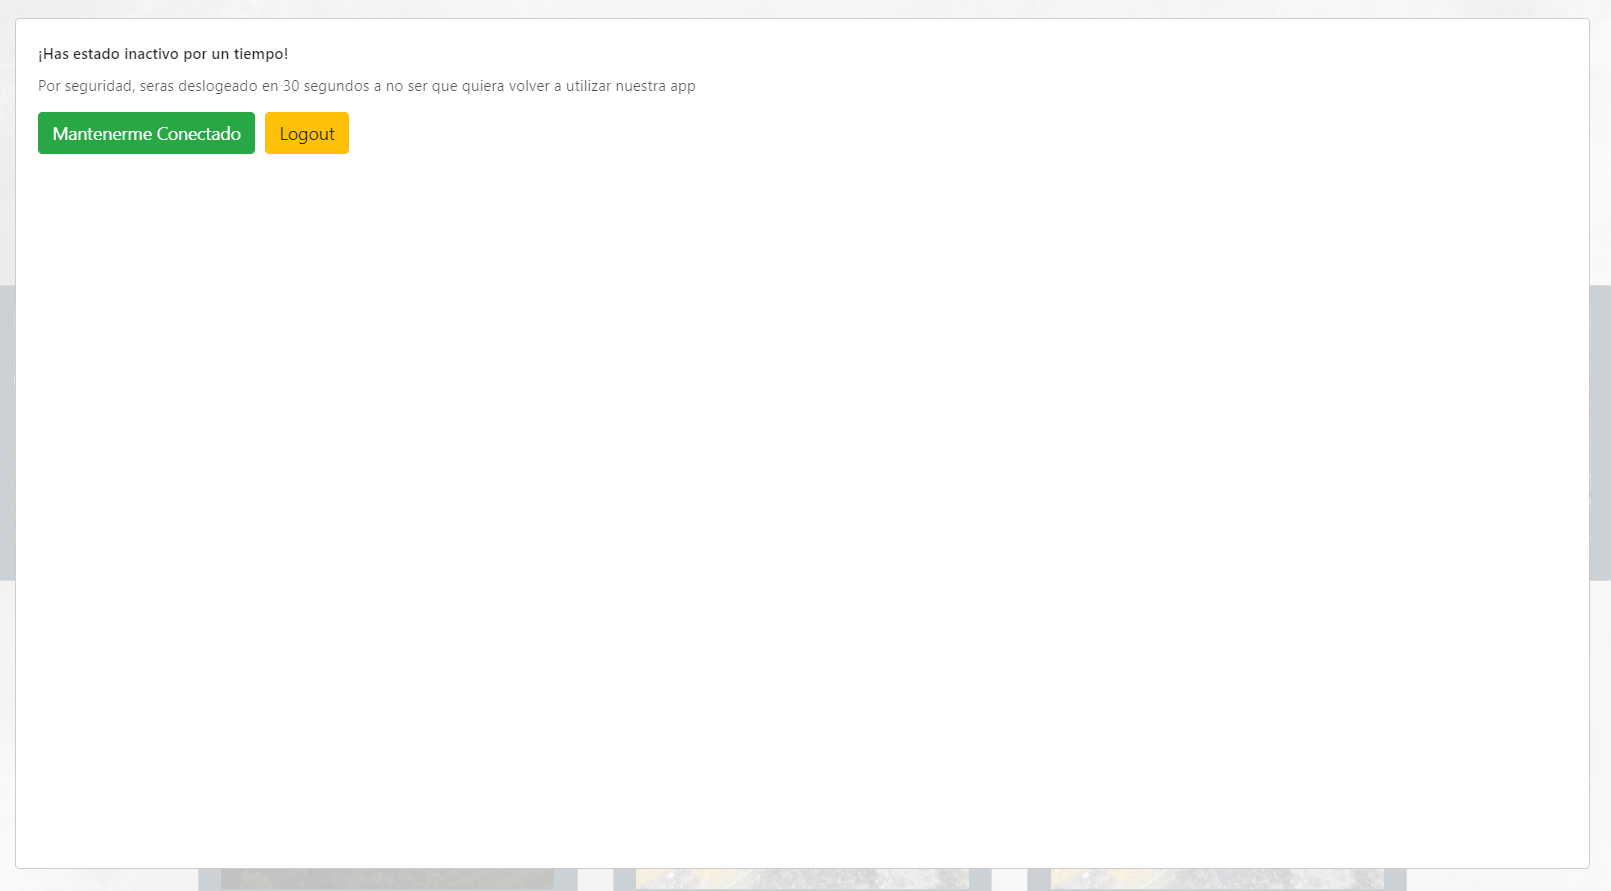 ¡Has estado inactivo por un tiempo!
Por seguridad, seras deslogeado en 30 segundos a no ser que quiera volver a utilizar nuestra app
Mantenerme Conectado
Logout